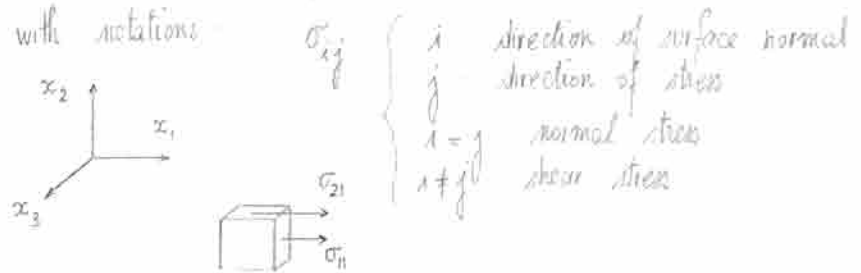 with notations σij { i direction of surface normal
j direction of stress
i = j normal stress
i ≠ j shear stress
x2
x1
x3
σ21
σ11